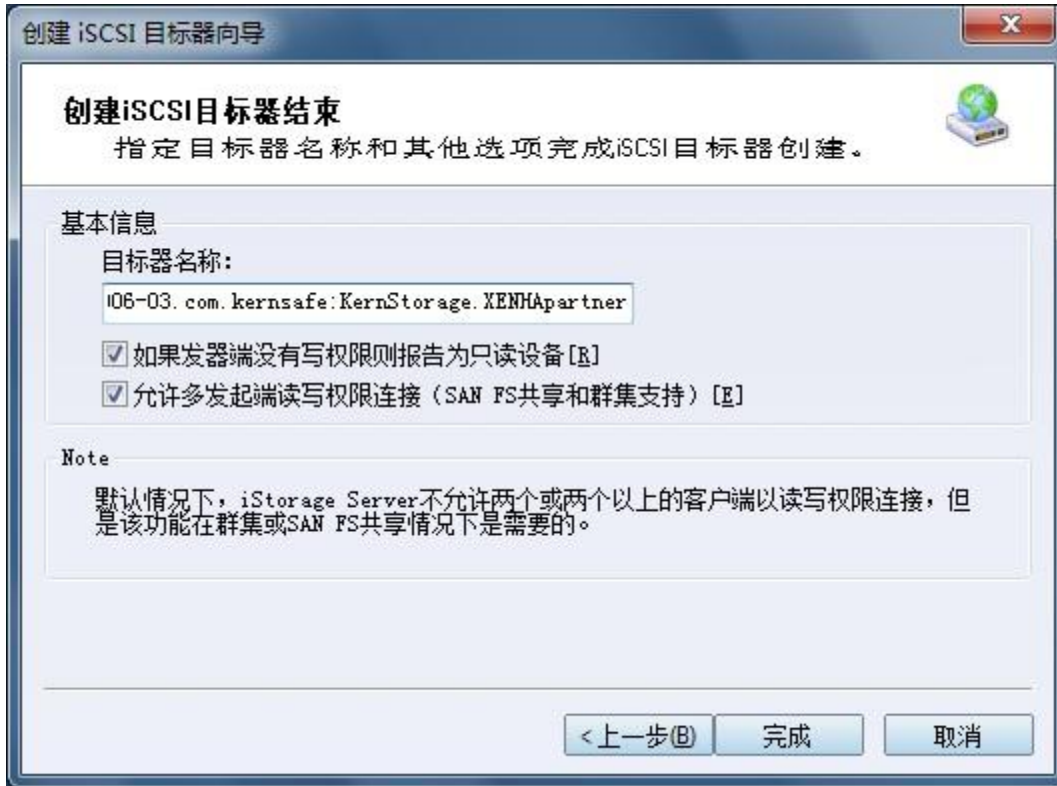 创建 iSCSI 目标器向导
创建iSCSI目标器结束
指定目标器名称和其他选项完成iSCSI目标器创建。
基本信息
目标器名称:
06-03.com.kernsafe:KernStorage.XENHApartner
如果发器端没有写权限则报告为只读设备[R]
允许多发起端读写权限连接（SAN FS共享和群集支持）[E]
Note
默认情况下，iStorage Server不允许两个或两个以上的客户端以读写权限连接，但
是该功能在群集或SAN FS共享情况下是需要的。
<上一步(B)
完成
取消